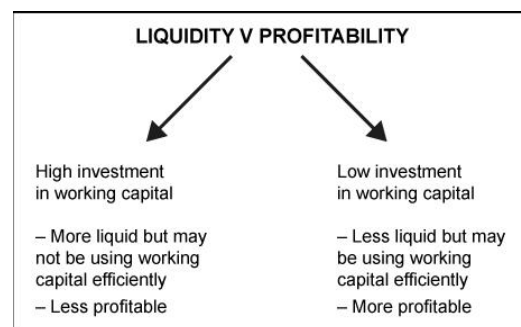 LIQUIDITY V PROFITABILITY
High investment
in working capital
– More liquid but may
not be using working
capital efficiently
– Less profitable
Low investment
in working capital
– Less liquid but may
be using working
capital efficiently
– More profitable